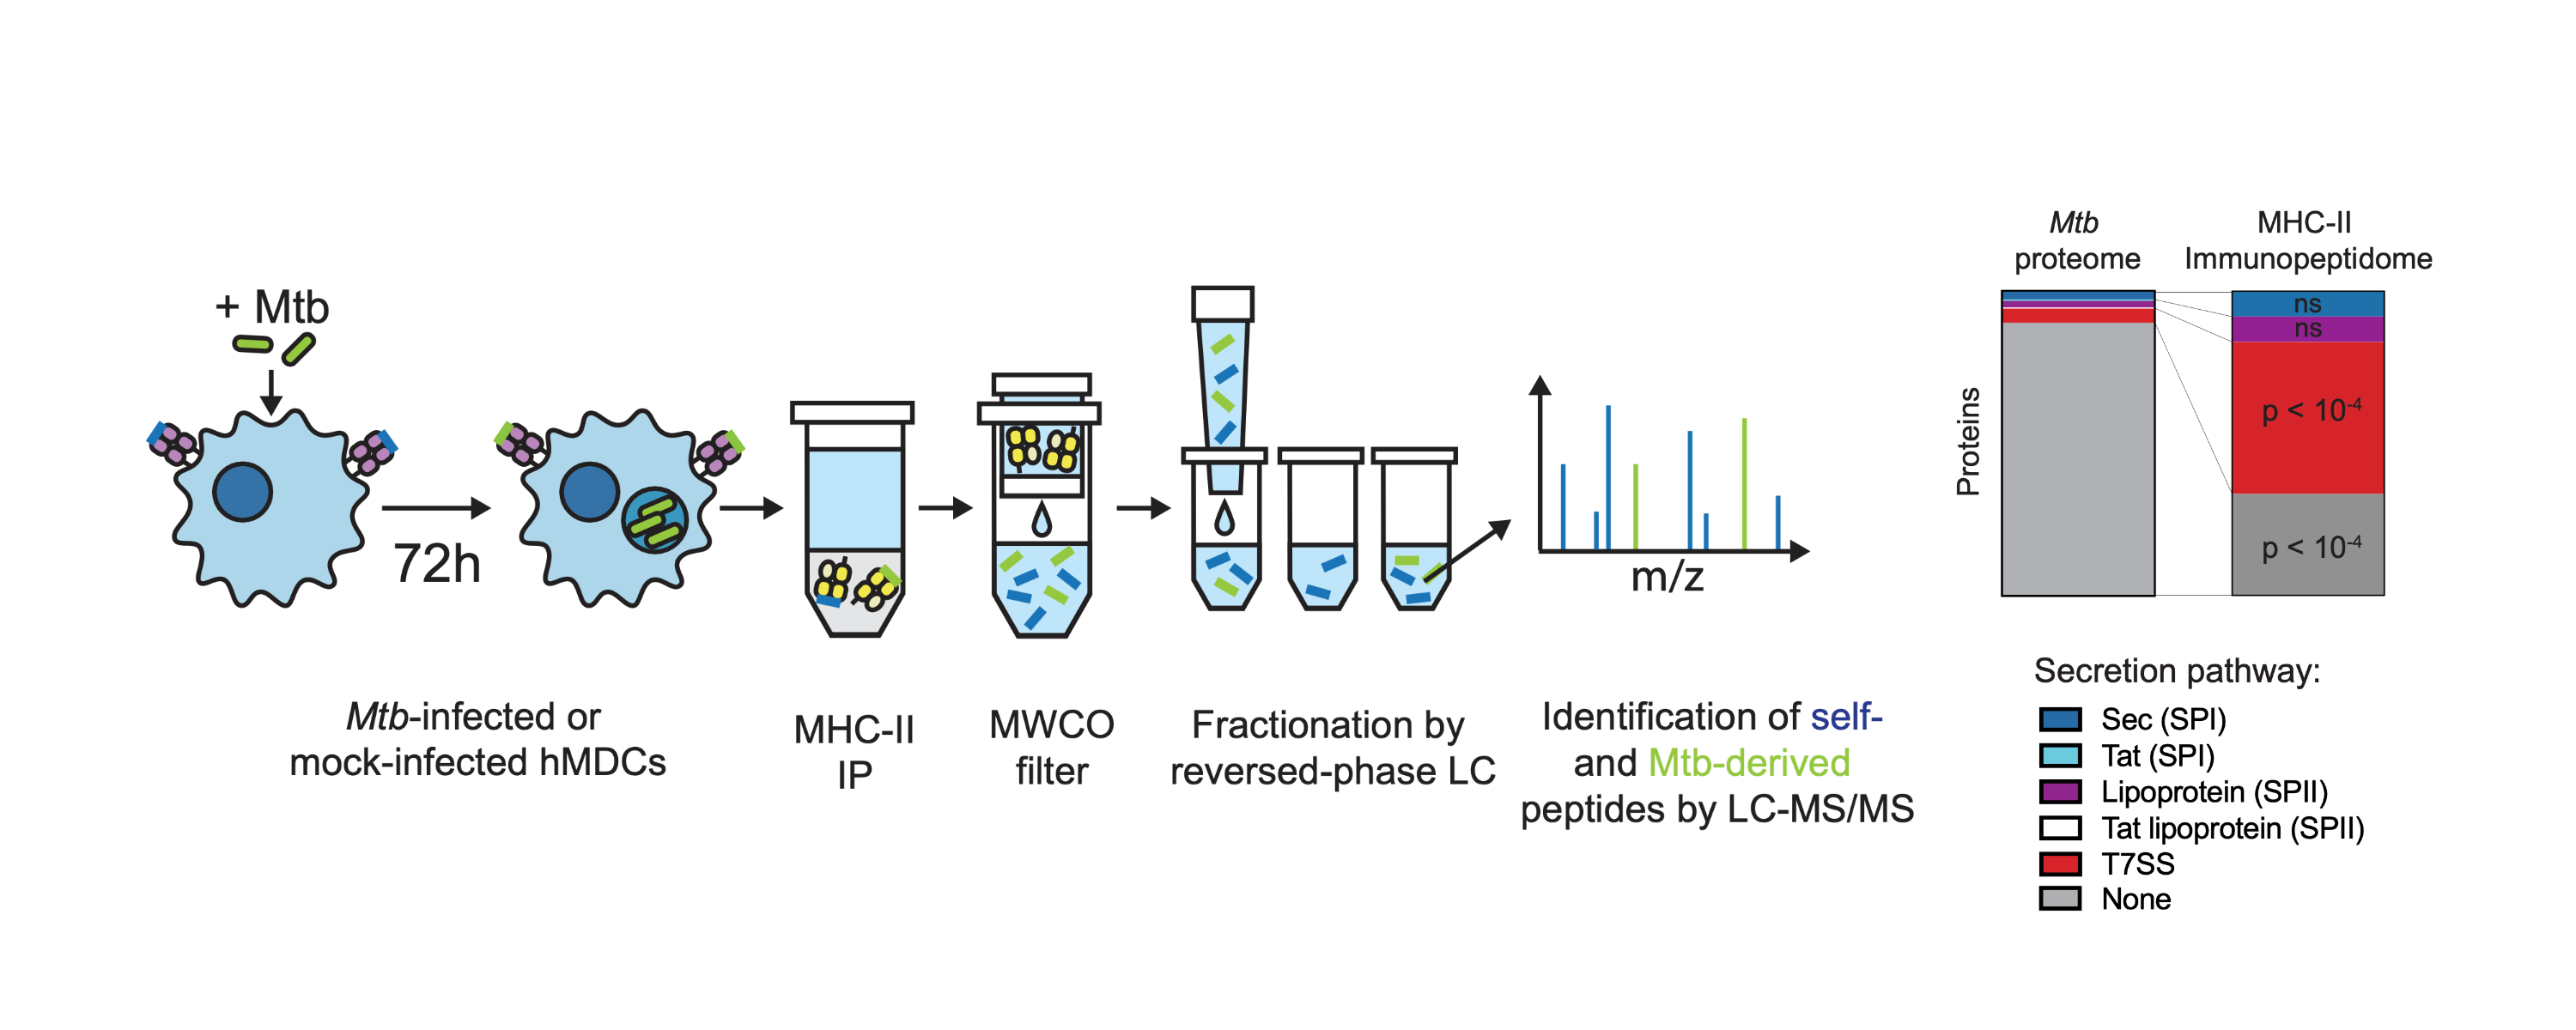 + Mtb
72h
Mtb-infected or
mock-infected hMDCs
MHC-II
IP
MWCO
filter
Fractionation by
reversed-phase LC
m/z
Identification of self-
and Mtb-derived
peptides by LC-MS/MS
Mtb
proteome
MHC-II
Immunopeptidome
Proteins
ns
ns
p < 10⁻⁴
p < 10⁻⁴
Secretion pathway:
Sec (SPI)
Tat (SPI)
Lipoprotein (SPII)
Tat lipoprotein (SPII)
T7SS
None